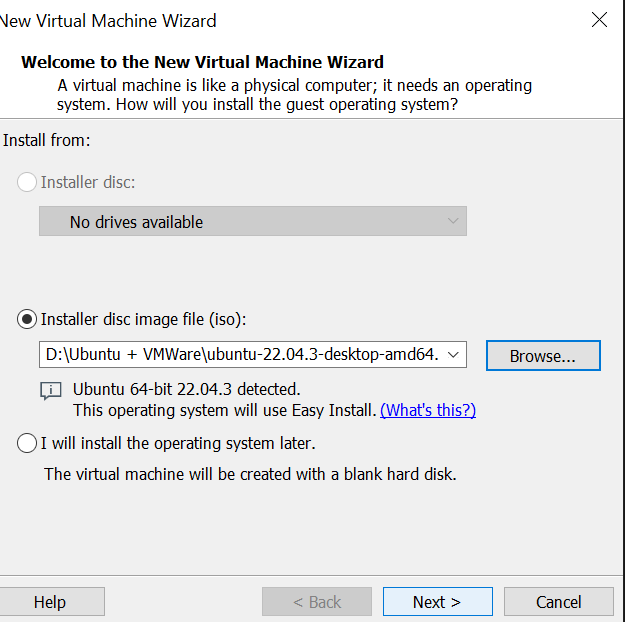 New Virtual Machine Wizard
Welcome to the New Virtual Machine Wizard
A virtual machine is like a physical computer; it needs an operating
system. How will you install the guest operating system?
Install from:
Installer disc:
No drives available
Installer disc image file (iso):
D:\Ubuntu + VMWare\ubuntu-22.04.3-desktop-amd64.
Browse...
Ubuntu 64-bit 22.04.3 detected.
This operating system will use Easy Install. (What's this?)
I will install the operating system later.
The virtual machine will be created with a blank hard disk.
Help
< Back
Next >
Cancel